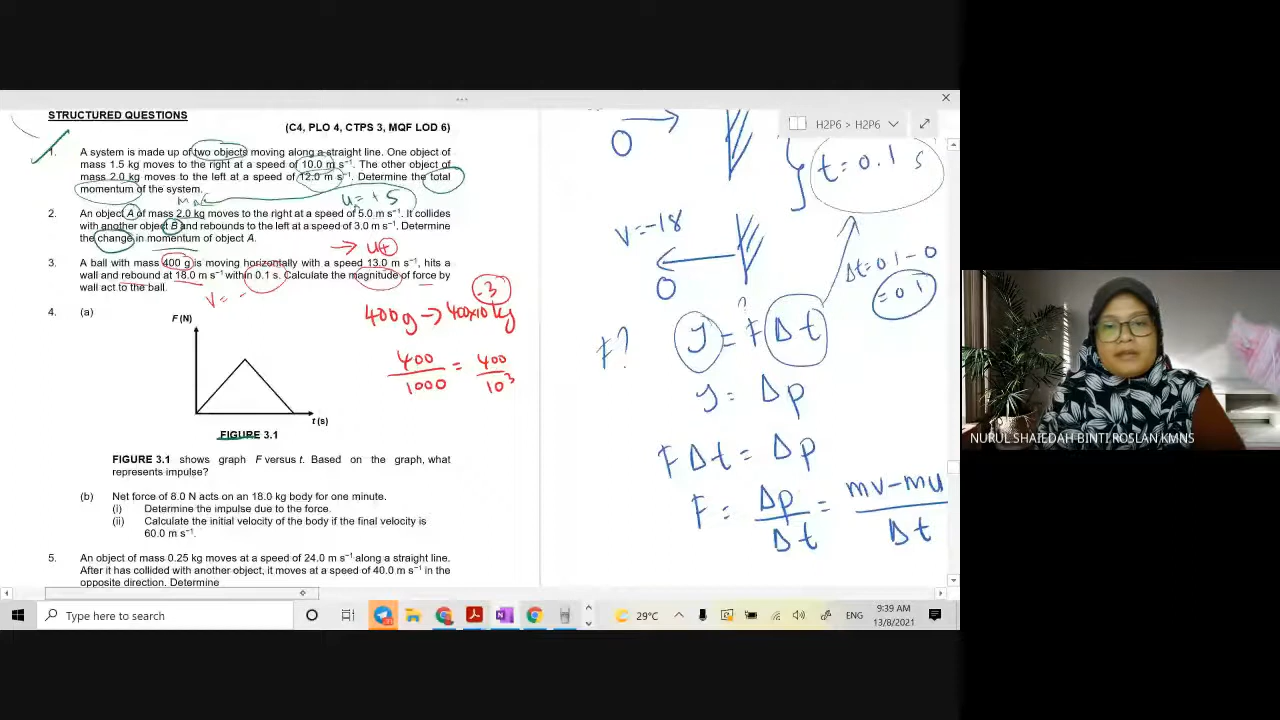 STRUCTURED QUESTIONS
(C4, PLO 4, CTPS 3, MQF LOD 6)
1. A system is made up of two objects moving along a straight line. One object of
mass 1.5 kg moves to the right at a speed of 10.0 m s⁻¹. The other object of
mass 2.0 kg moves to the left at a speed of 12.0 m s⁻¹. Determine the total
momentum of the system.
u = + 5
2. An object A of mass 2.0 kg moves to the right at a speed of 5.0 m s⁻¹. It collides
with another object B and rebounds to the left at a speed of 3.0 m s⁻¹. Determine
the change in momentum of object A.
→ u+
3. A ball with mass 400 g is moving horizontally with a speed 13.0 m s⁻¹, hits a
wall and rebound at 18.0 m s⁻¹ within 0.1 s. Calculate the magnitude of force by
wall act to the ball.
V = -
400g → 400x10⁻³ kg
400/1000 = 400/10³
4. (a)
F (N)
t (s)
FIGURE 3.1
FIGURE 3.1 shows graph F versus t. Based on the graph, what
represents impulse?
(b) Net force of 8.0 N acts on an 18.0 kg body for one minute.
(i) Determine the impulse due to the force.
(ii) Calculate the initial velocity of the body if the final velocity is
60.0 m s⁻¹.
5. An object of mass 0.25 kg moves at a speed of 24.0 m s⁻¹ along a straight line.
After it has collided with another object, it moves at a speed of 40.0 m s⁻¹ in the
opposite direction. Determine
H2P6 > H2P6
t = 0.1 s
V = -18
Δt = 0.1 - 0
= 0.1
F?
J = F Δt
?
J = Δp
F Δt = Δp
F = Δp/Δt = mv - mu/Δt
NURUL SHAIEDAH BINTI ROSLAN KMNS
Type here to search
29°C
ENG
9:39 AM
13/8/2021